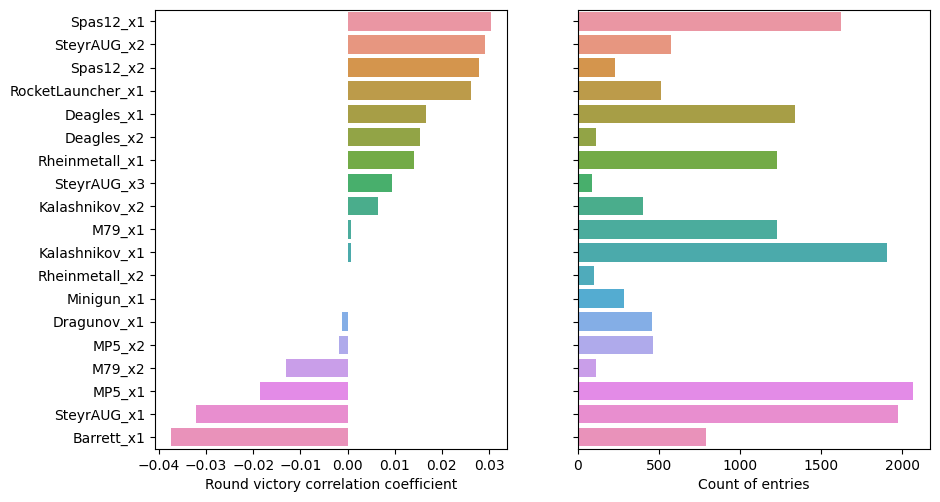 Spas12_x1
SteyrAUG_x2
Spas12_x2
RocketLauncher_x1
Deagles_x1
Deagles_x2
Rheinmetall_x1
SteyrAUG_x3
Kalashnikov_x2
M79_x1
Kalashnikov_x1
Rheinmetall_x2
Minigun_x1
Dragunov_x1
MP5_x2
M79_x2
MP5_x1
SteyrAUG_x1
Barrett_x1
−0.04 −0.03 −0.02 −0.01 0.00 0.01 0.02 0.03
Round victory correlation coefficient
0 500 1000 1500 2000
Count of entries